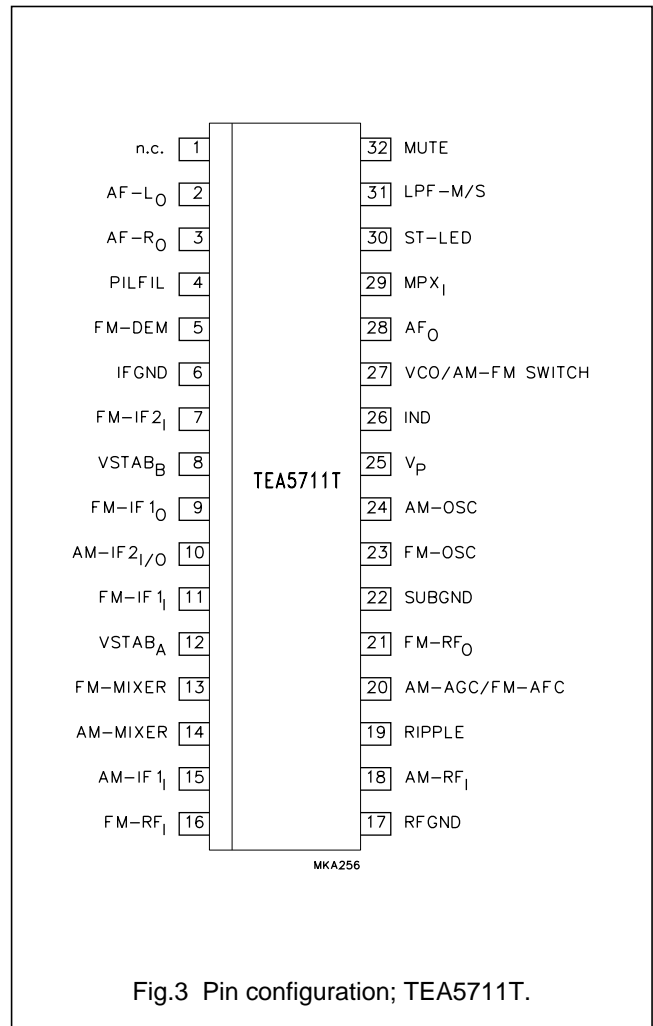 n.c. 1 32 MUTE
AF-LO 2 31 LPF-M/S
AF-RO 3 30 ST-LED
PILFIL 4 29 MPXI
FM-DEM 5 28 AFO
IFGND 6 27 VCO/AM-FM SWITCH
FM-IF2I 7 26 IND
VSTABB 8 25 VP
TEA5711T
FM-IF1O 9 24 AM-OSC
AM-IF2I/O 10 23 FM-OSC
FM-IF1I 11 22 SUBGND
VSTABA 12 21 FM-RFO
FM-MIXER 13 20 AM-AGC/FM-AFC
AM-MIXER 14 19 RIPPLE
AM-IF1I 15 18 AM-RFI
FM-RFI 16 17 RFGND
MKA256
Fig.3 Pin configuration; TEA5711T.